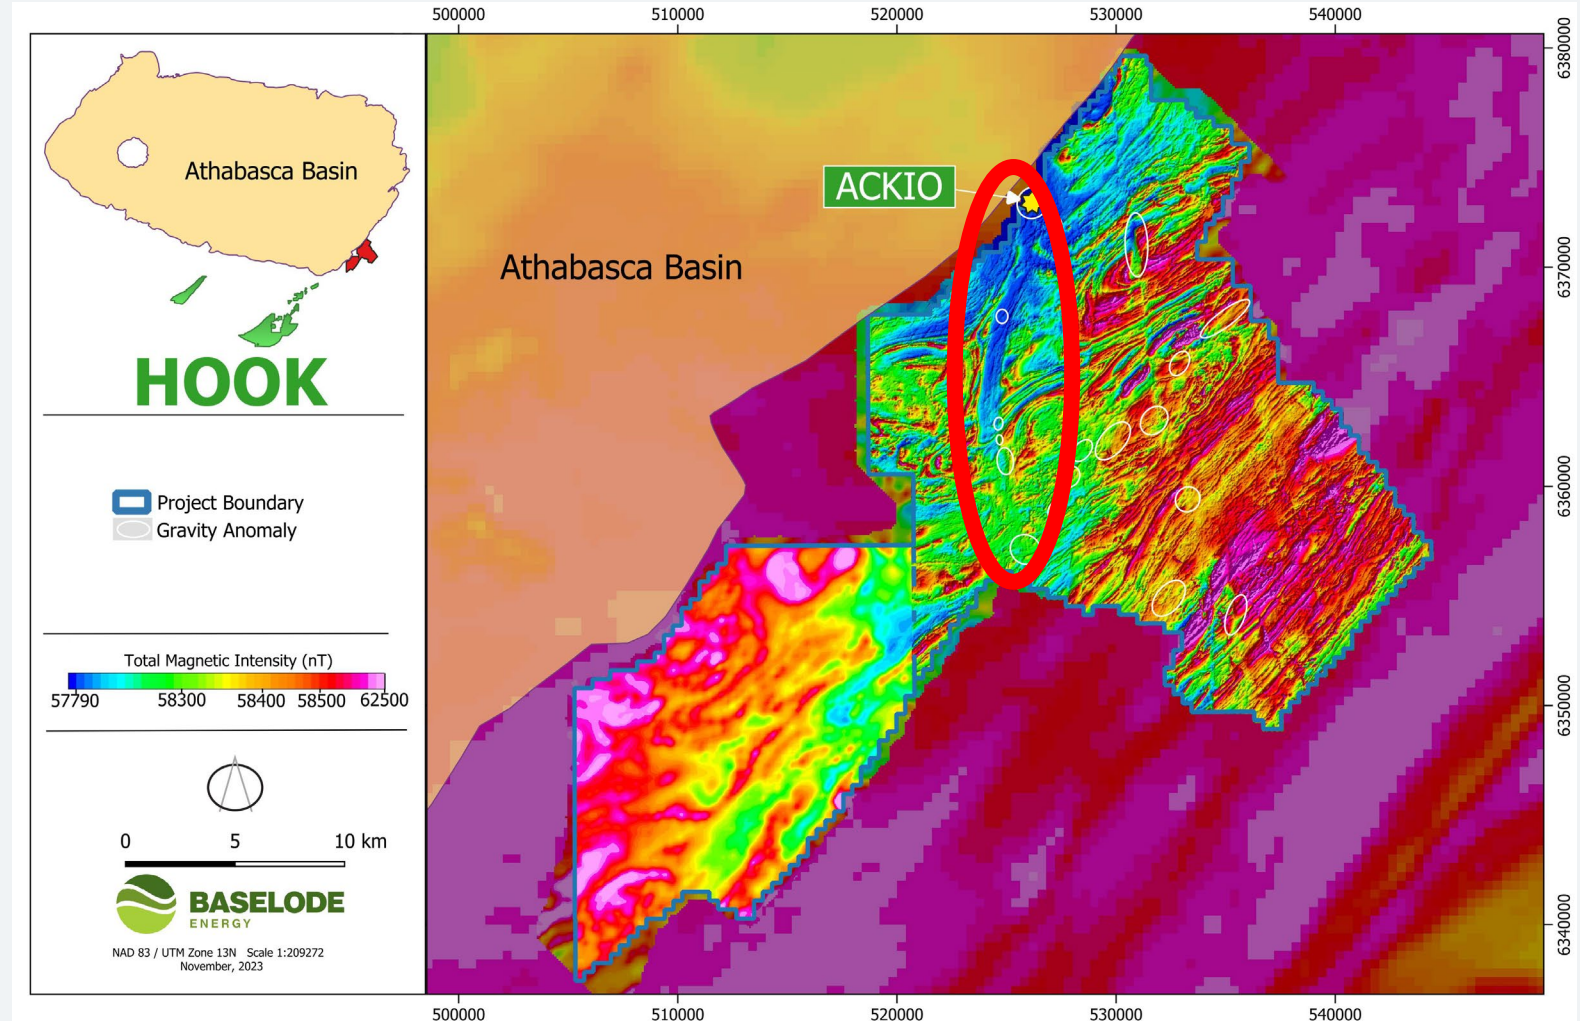 500000 510000 520000 530000 540000
Athabasca Basin
HOOK
Project Boundary
Gravity Anomaly
Total Magnetic Intensity (nT)
57790 58300 58400 58500 62500
0 5 10 km
BASELODE
ENERGY
NAD 83 / UTM Zone 13N Scale 1:209272
November, 2023
ACKIO
Athabasca Basin
6380000
6370000
6360000
6350000
6340000
500000 510000 520000 530000 540000